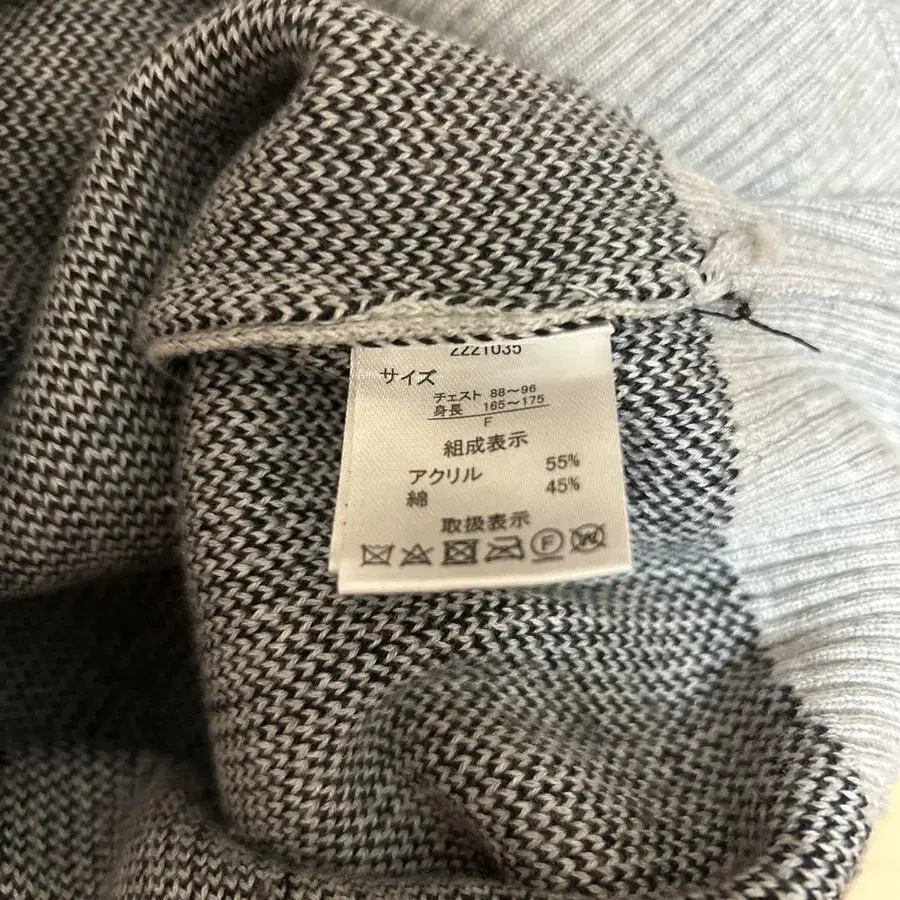 2221035
サイズ
チェスト 88〜96
身長 165〜175
F
組成表示
アクリル 55%
綿 45%
取扱表示
F W